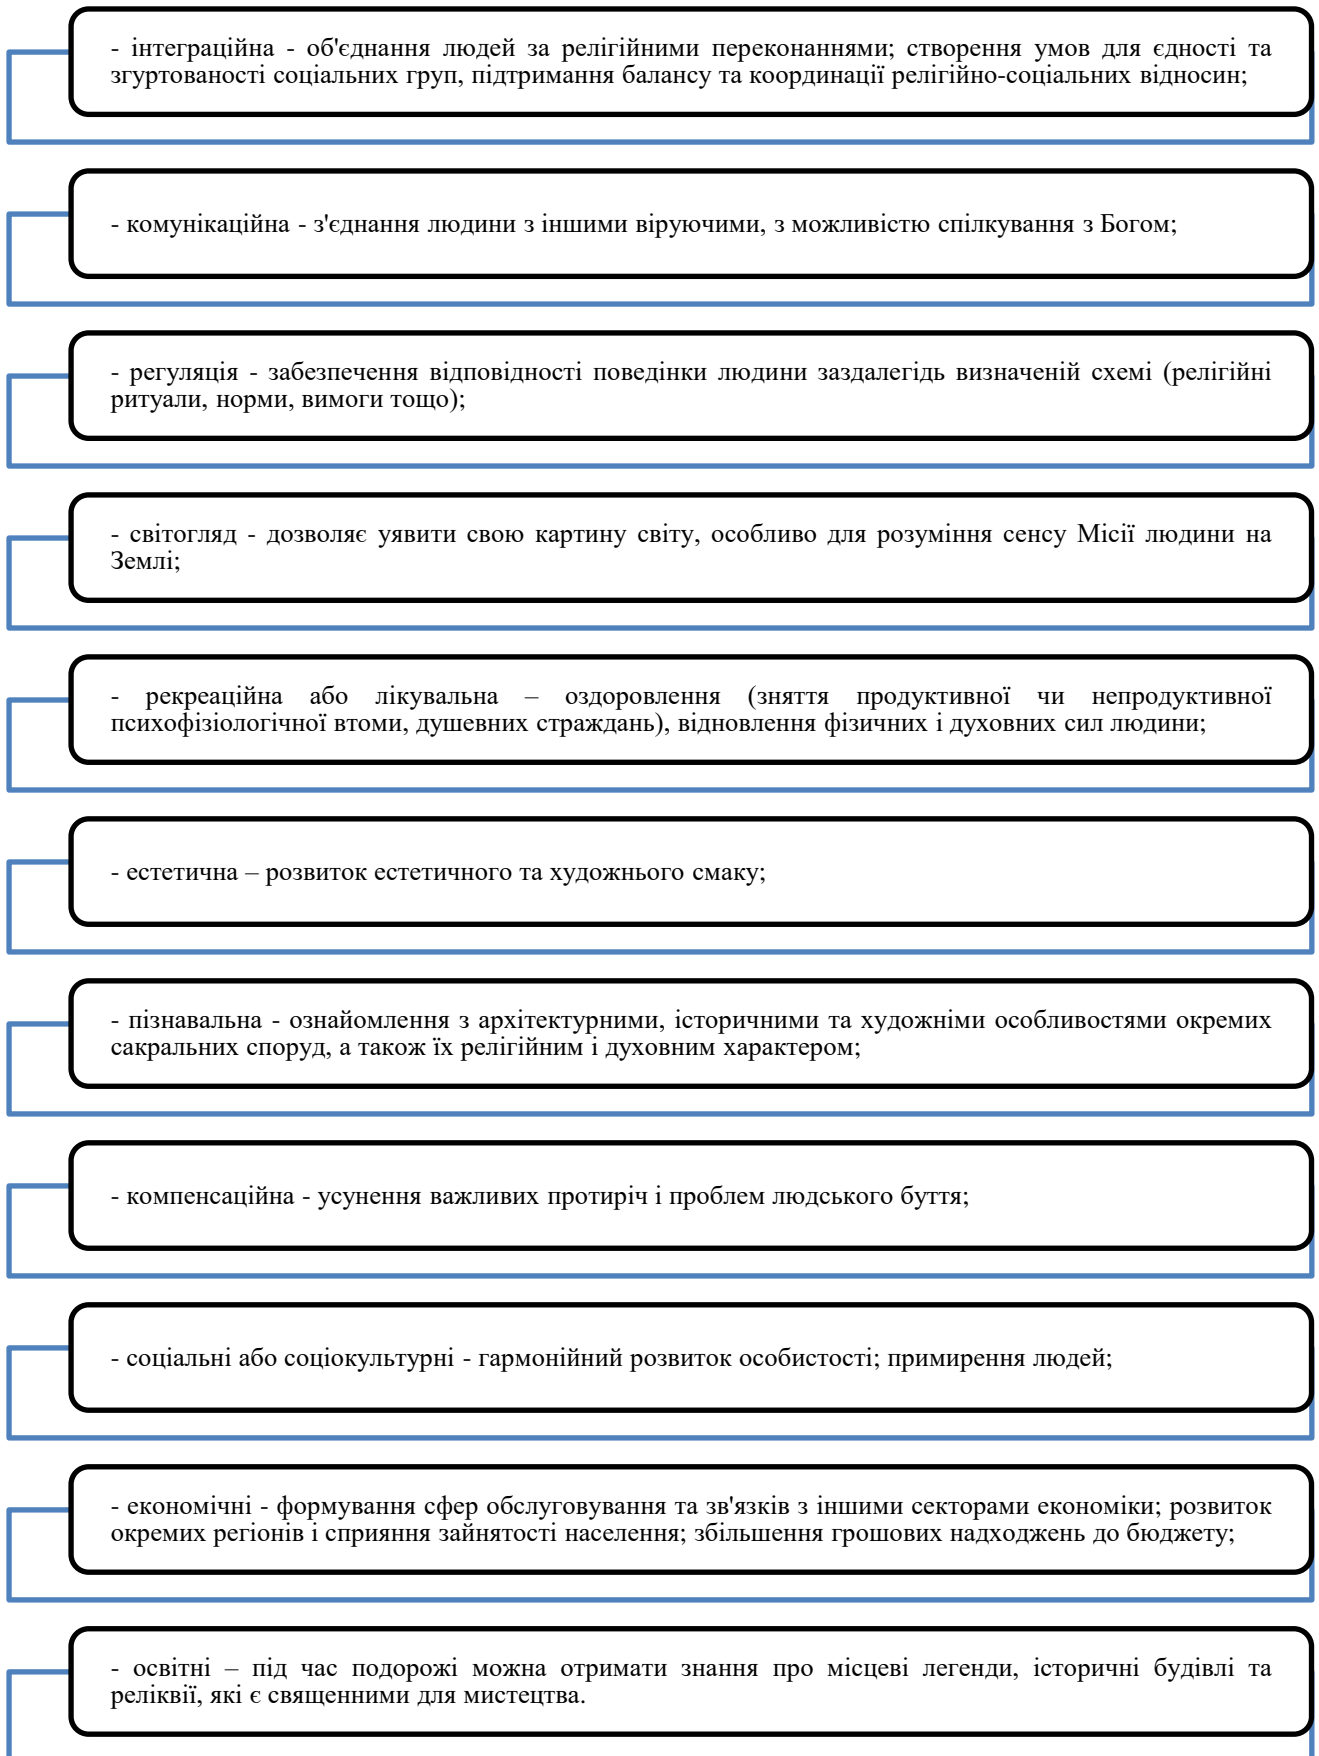 - інтеграційна - об'єднання людей за релігійними переконаннями; створення умов для єдності та
згуртованості соціальних груп, підтримання балансу та координації релігійно-соціальних відносин;
- комунікаційна - з'єднання людини з іншими віруючими, з можливістю спілкування з Богом;
- регуляція - забезпечення відповідності поведінки людини заздалегідь визначеній схемі (релігійні
ритуали, норми, вимоги тощо);
- світогляд - дозволяє уявити свою картину світу, особливо для розуміння сенсу Місії людини на
Землі;
- рекреаційна або лікувальна – оздоровлення (зняття продуктивної чи непродуктивної
психофізіологічної втоми, душевних страждань), відновлення фізичних і духовних сил людини;
- естетична – розвиток естетичного та художнього смаку;
- пізнавальна - ознайомлення з архітектурними, історичними та художніми особливостями окремих
сакральних споруд, а також їх релігійним і духовним характером;
- компенсаційна - усунення важливих протиріч і проблем людського буття;
- соціальні або соціокультурні - гармонійний розвиток особистості; примирення людей;
- економічні - формування сфер обслуговування та зв'язків з іншими секторами економіки; розвиток
окремих регіонів і сприяння зайнятості населення; збільшення грошових надходжень до бюджету;
- освітні – під час подорожі можна отримати знання про місцеві легенди, історичні будівлі та
реліквії, які є священними для мистецтва.